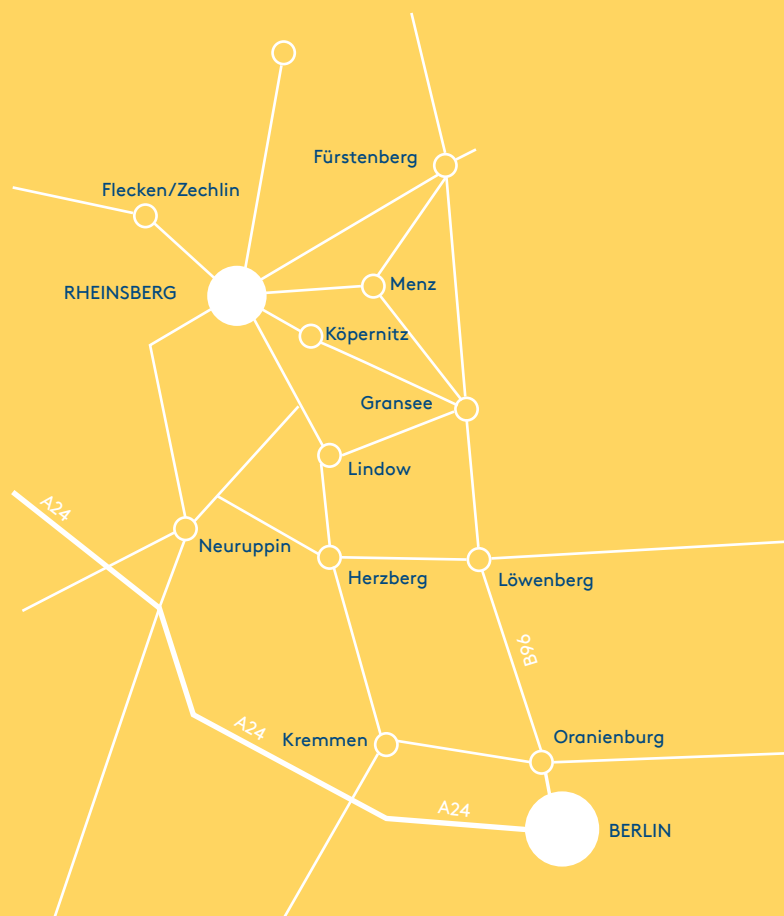 Fürstenberg
Flecken/Zechlin
Menz
RHEINSBERG
Köpernitz
Gransee
Lindow
A24
Neuruppin
Herzberg
Löwenberg
B96
A24
Kremmen
Oranienburg
A24
BERLIN